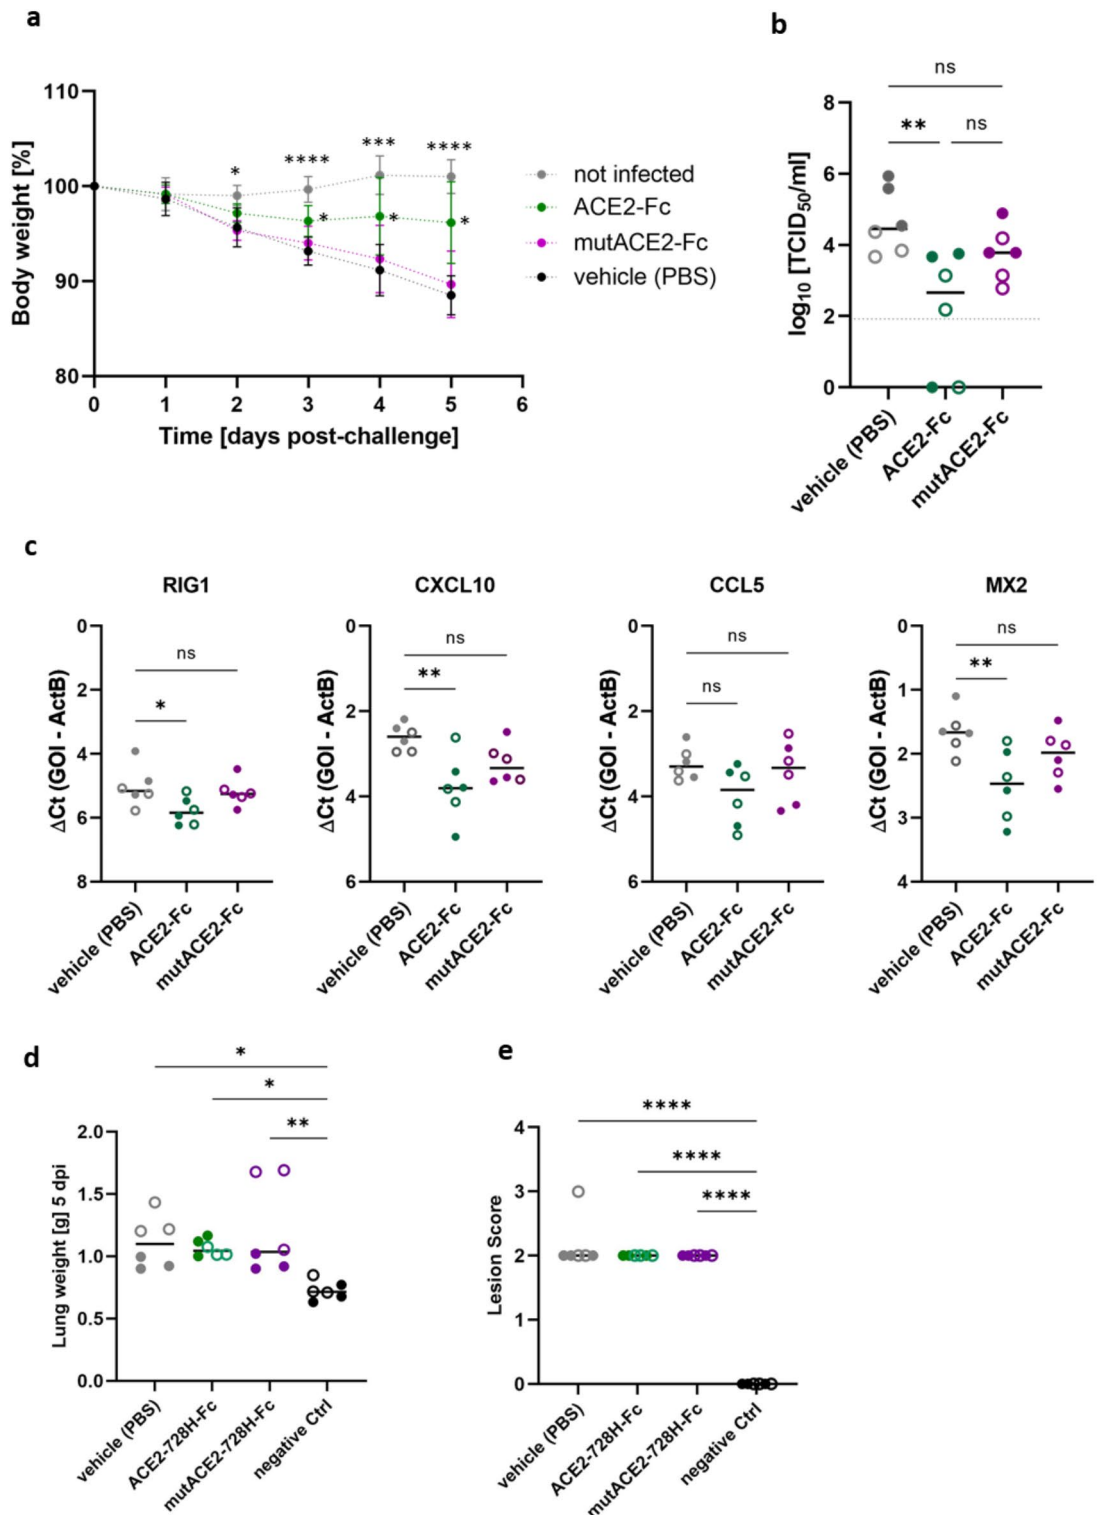 a
110
100
90
80
Body weight [%]
* **** *** ****
* * *
0 1 2 3 4 5 6
Time [days post-challenge]
not infected
ACE2-Fc
mutACE2-Fc
vehicle (PBS)
b
ns
** ns
8
6
4
2
0
log10 [TCID50/ml]
vehicle (PBS)
ACE2-Fc
mutACE2-Fc
c
RIG1
0
2
4
6
8
ΔCt (GOI - ActB)
ns
*
vehicle (PBS)
ACE2-Fc
mutACE2-Fc
CXCL10
0
2
4
6
ΔCt (GOI - ActB)
ns
**
vehicle (PBS)
ACE2-Fc
mutACE2-Fc
CCL5
0
2
4
6
ΔCt (GOI - ActB)
ns
ns
vehicle (PBS)
ACE2-Fc
mutACE2-Fc
MX2
0
1
2
3
4
ΔCt (GOI - ActB)
ns
**
vehicle (PBS)
ACE2-Fc
mutACE2-Fc
d
*
*
**
2.0
1.5
1.0
0.5
0.0
Lung weight [g] 5 dpi
vehicle (PBS)
ACE2-728H-Fc
mutACE2-728H-Fc
negative Ctrl
e
****
****
****
4
3
2
1
0
Lesion Score
vehicle (PBS)
ACE2-728H-Fc
mutACE2-728H-Fc
negative Ctrl